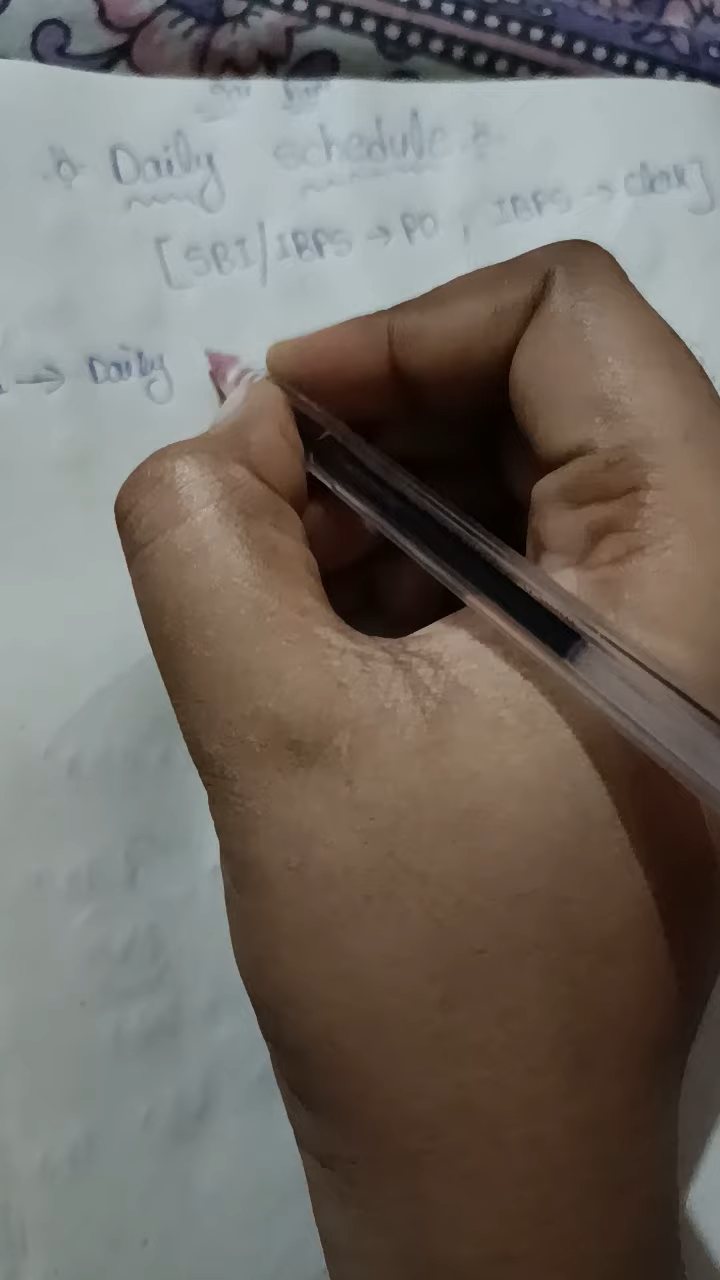 Daily schedule
[SBI/IBPS → PO, IBPS → clerk]
→ Daily